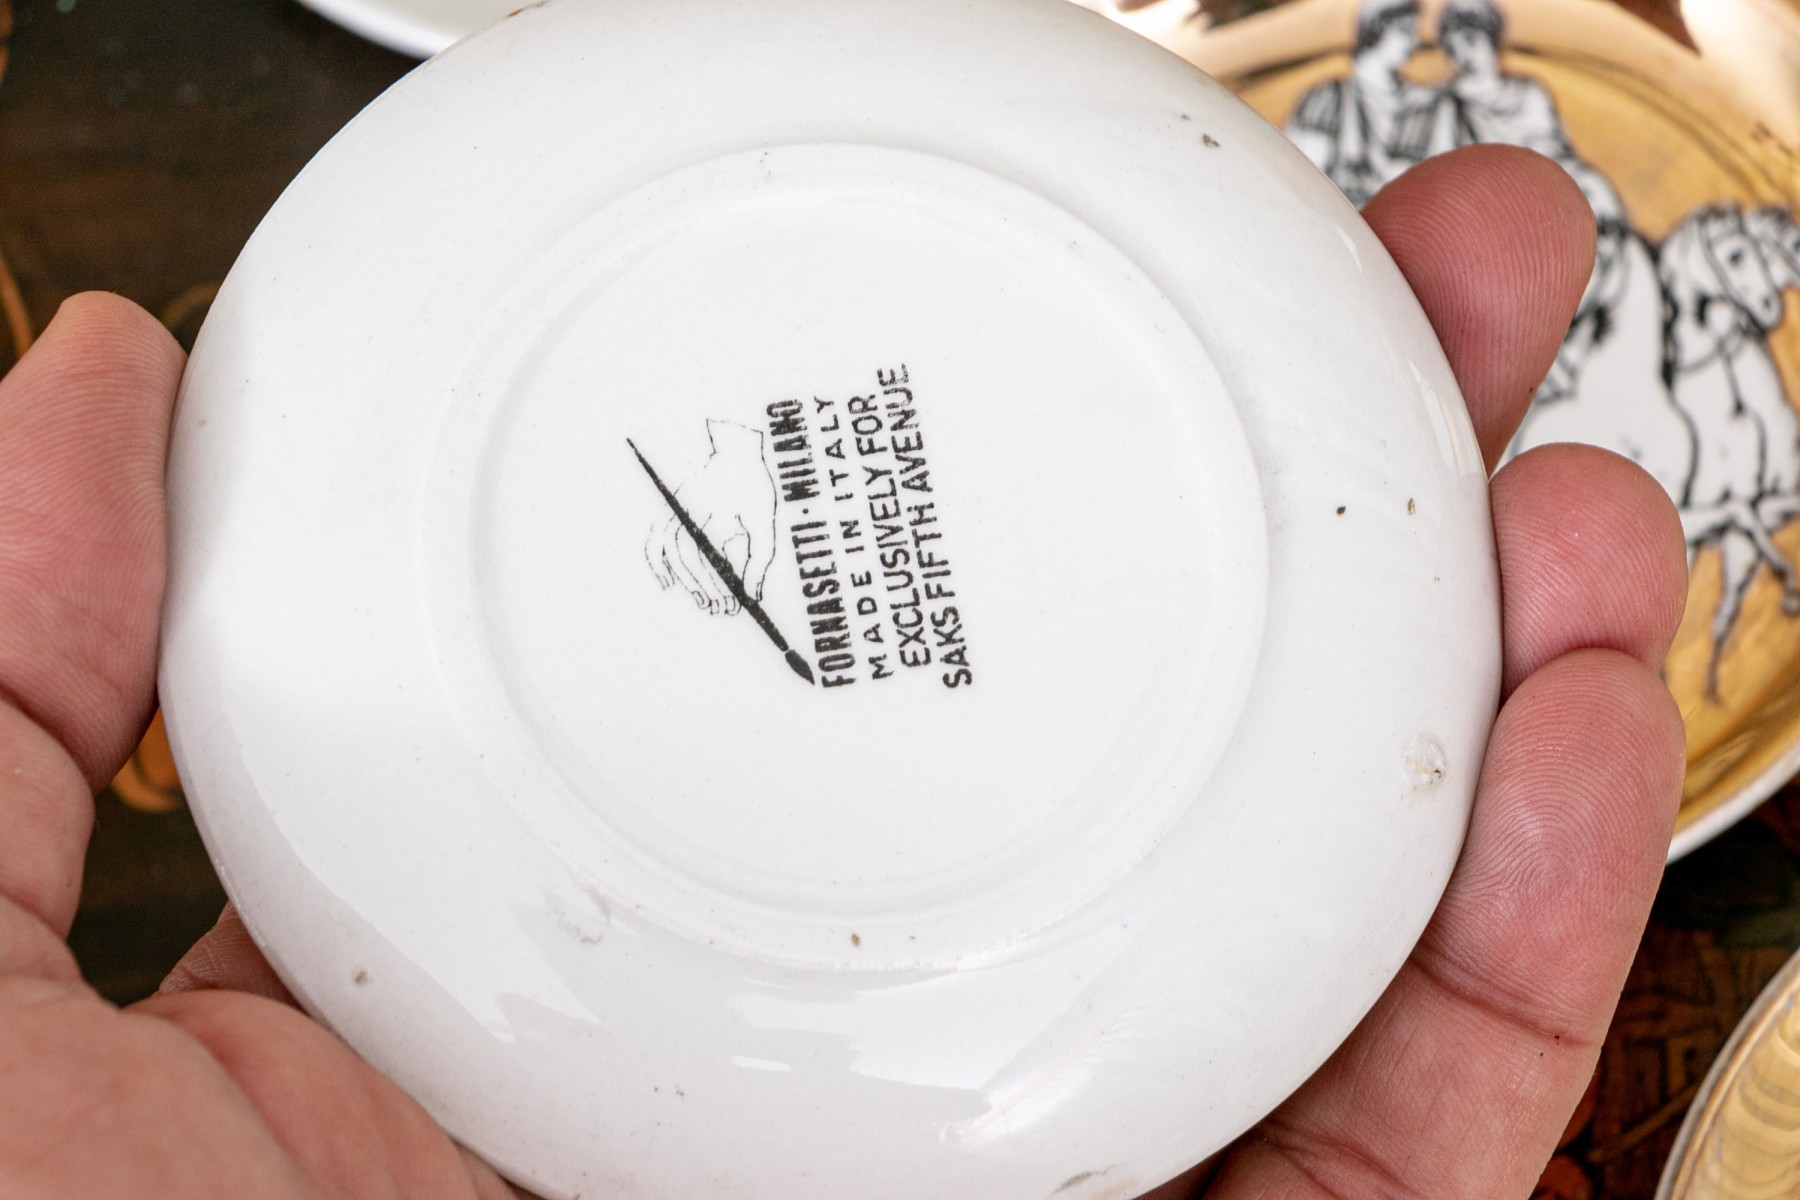 FORNASETTI · MILANO
MADE IN ITALY
EXCLUSIVELY FOR
SAKS FIFTH AVENUE